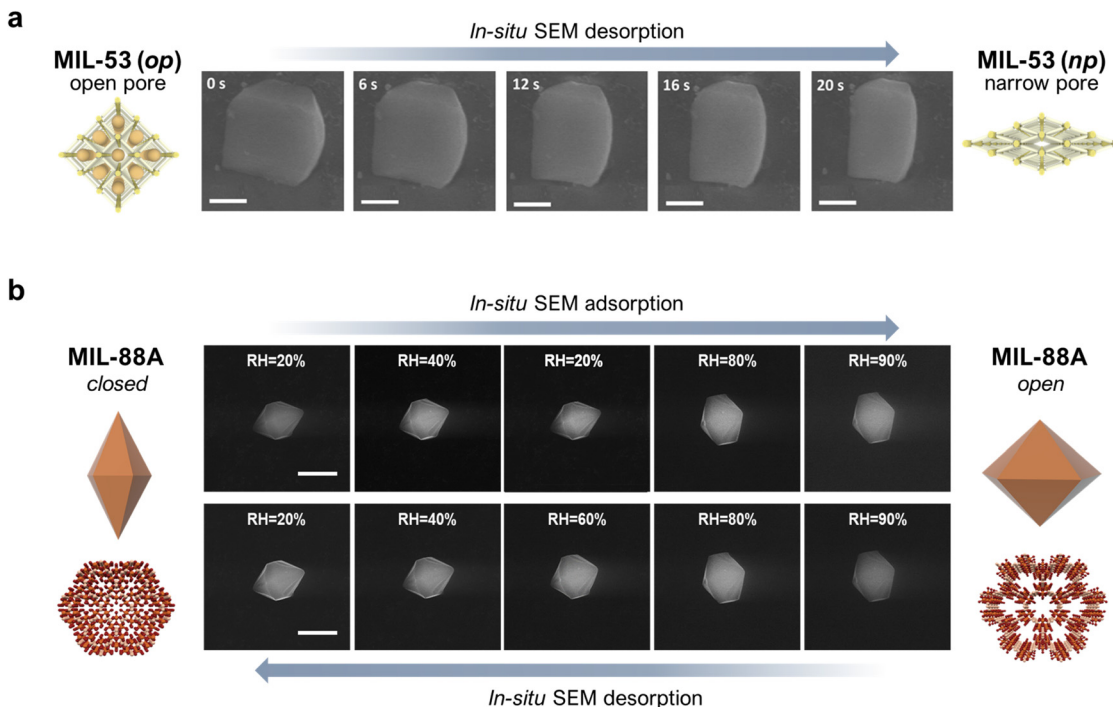 a
In-situ SEM desorption
MIL-53 (op)
open pore
0 s
6 s
12 s
16 s
20 s
MIL-53 (np)
narrow pore
b
In-situ SEM adsorption
MIL-88A
closed
RH=20%
RH=40%
RH=20%
RH=80%
RH=90%
MIL-88A
open
RH=20%
RH=40%
RH=60%
RH=80%
RH=90%
In-situ SEM desorption